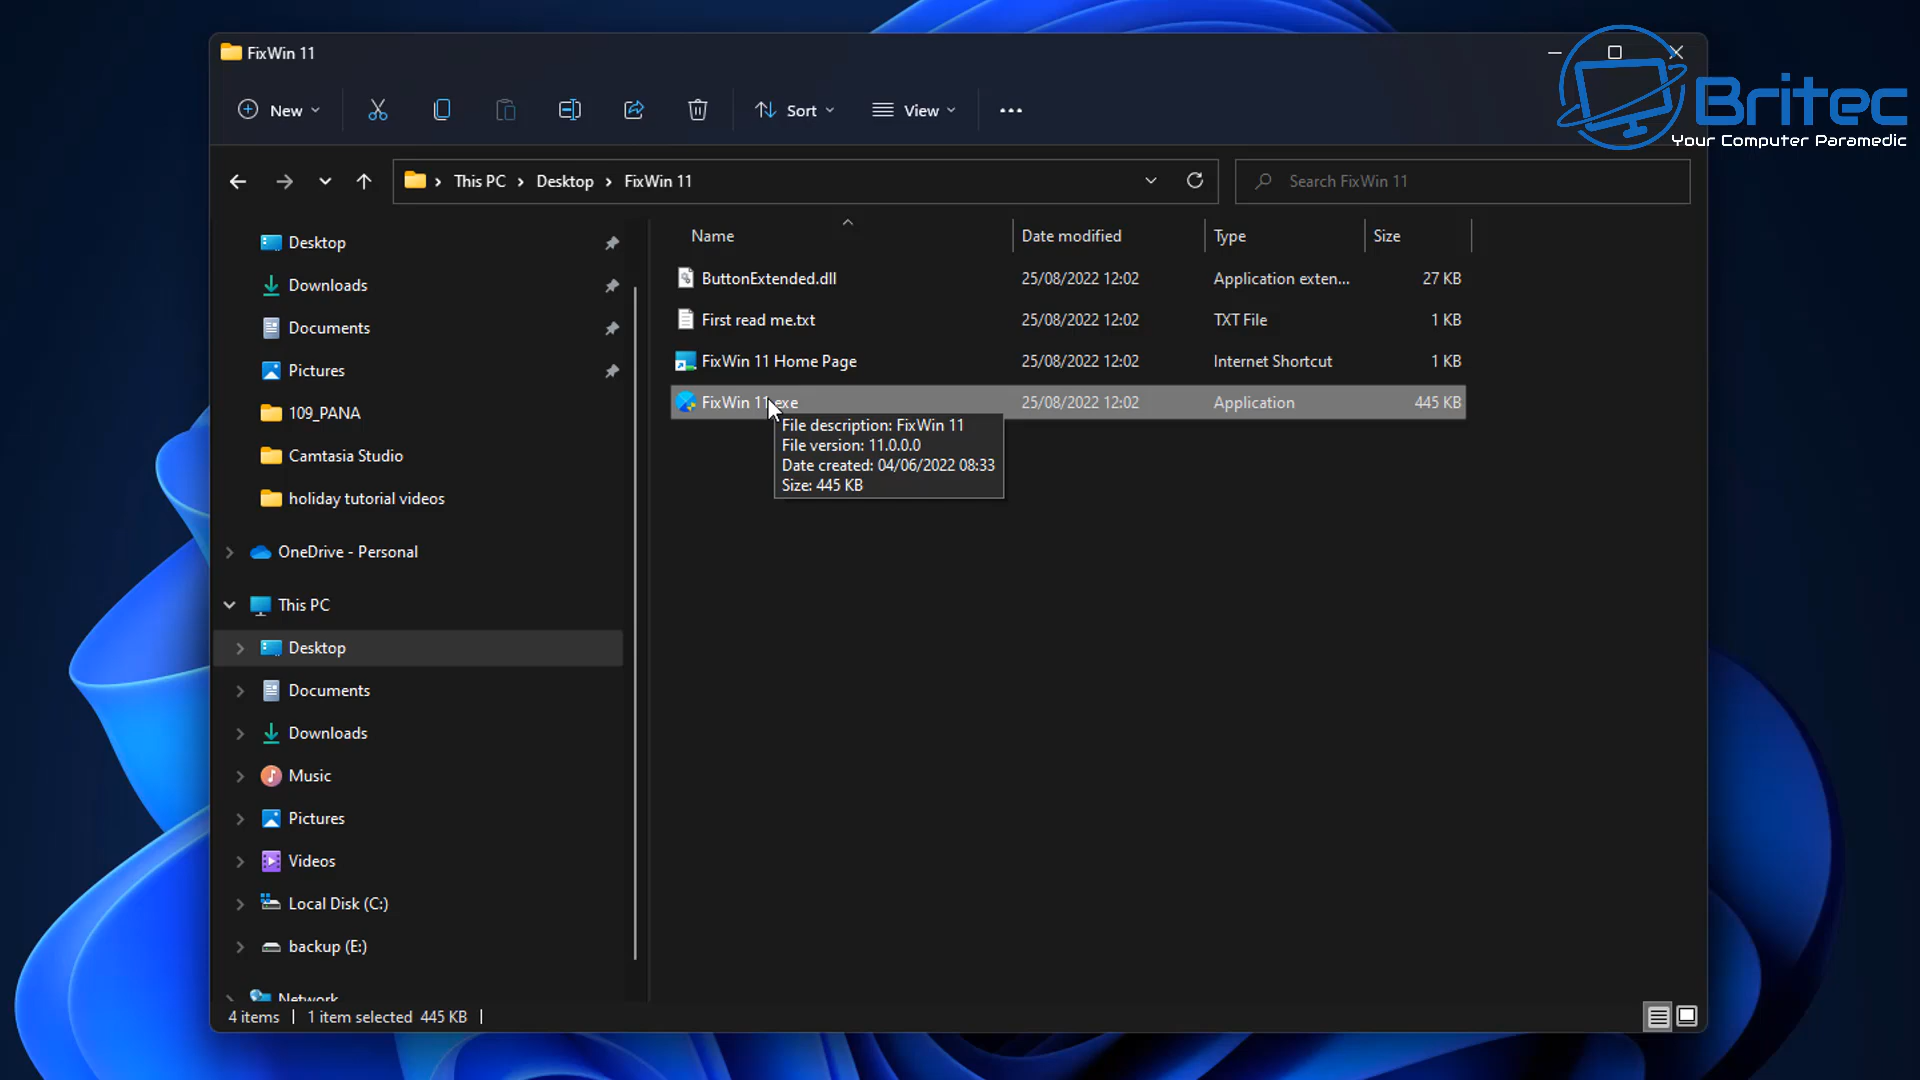 FixWin 11
New
Sort
View
Britec
Your Computer Paramedic
This PC
Desktop
FixWin 11
Search FixWin 11
Desktop
Downloads
Documents
Pictures
109_PANA
Camtasia Studio
holiday tutorial videos
OneDrive - Personal
This PC
Desktop
Documents
Downloads
Music
Pictures
Videos
Local Disk (C:)
backup (E:)
Network
Name Date modified Type Size
ButtonExtended.dll 25/08/2022 12:02 Application exten... 27 KB
First read me.txt 25/08/2022 12:02 TXT File 1 KB
FixWin 11 Home Page 25/08/2022 12:02 Internet Shortcut 1 KB
FixWin 11.exe 25/08/2022 12:02 Application 445 KB
File description: FixWin 11
File version: 11.0.0.0
Date created: 04/06/2022 08:33
Size: 445 KB
4 items 1 item selected 445 KB